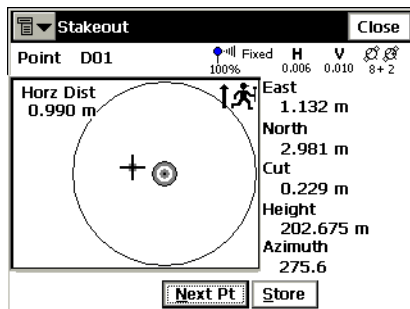 Stakeout
Close
Point D01
Fixed
H
V
100%
0.006
0.010
8+2
Horz Dist
0.990 m
East
1.132 m
North
2.981 m
Cut
0.229 m
Height
202.675 m
Azimuth
275.6
Next Pt
Store